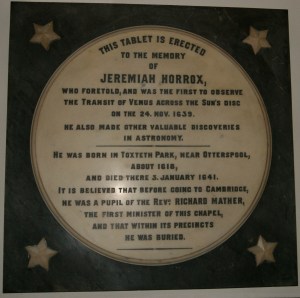 THIS TABLET IS ERECTED
TO THE MEMORY
OF
JEREMIAH HORROX,
WHO FORETOLD, AND WAS THE FIRST TO OBSERVE
THE TRANSIT OF VENUS ACROSS THE SUN'S DISC
ON THE 24. NOV. 1639.
HE ALSO MADE OTHER VALUABLE DISCOVERIES
IN ASTRONOMY.
HE WAS BORN IN TOXTETH PARK, NEAR OTTERSPOOL,
ABOUT 1618,
AND DIED THERE 3. JANUARY 1641.
IT IS BELIEVED THAT BEFORE GOING TO CAMBRIDGE,
HE WAS A PUPIL OF THE REVD. RICHARD MATHER,
THE FIRST MINISTER OF THIS CHAPEL,
AND THAT WITHIN ITS PRECINCTS
HE WAS BURIED.